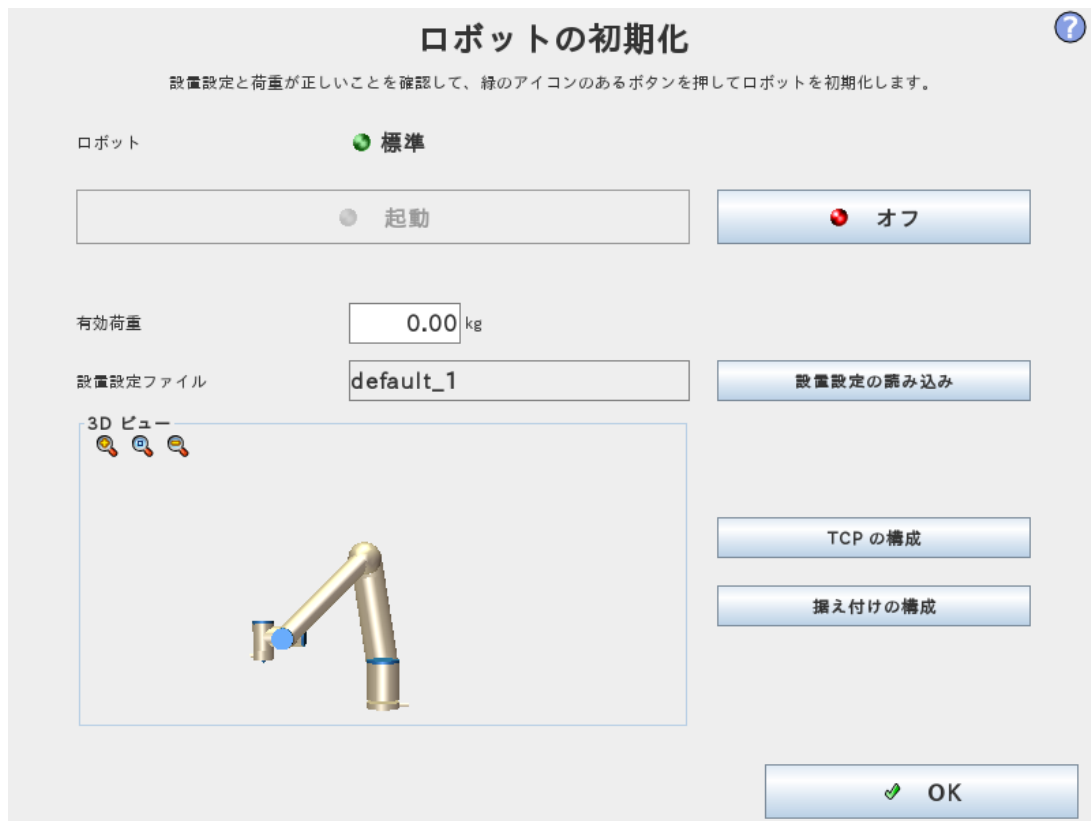 ロボットの初期化
?
設置設定と荷重が正しいことを確認して、緑のアイコンのあるボタンを押してロボットを初期化します。
ロボット 標準
起動 オフ
有効荷重 0.00 kg
設置設定ファイル default_1 設置設定の読み込み
3D ビュー
TCP の構成
据え付けの構成
OK